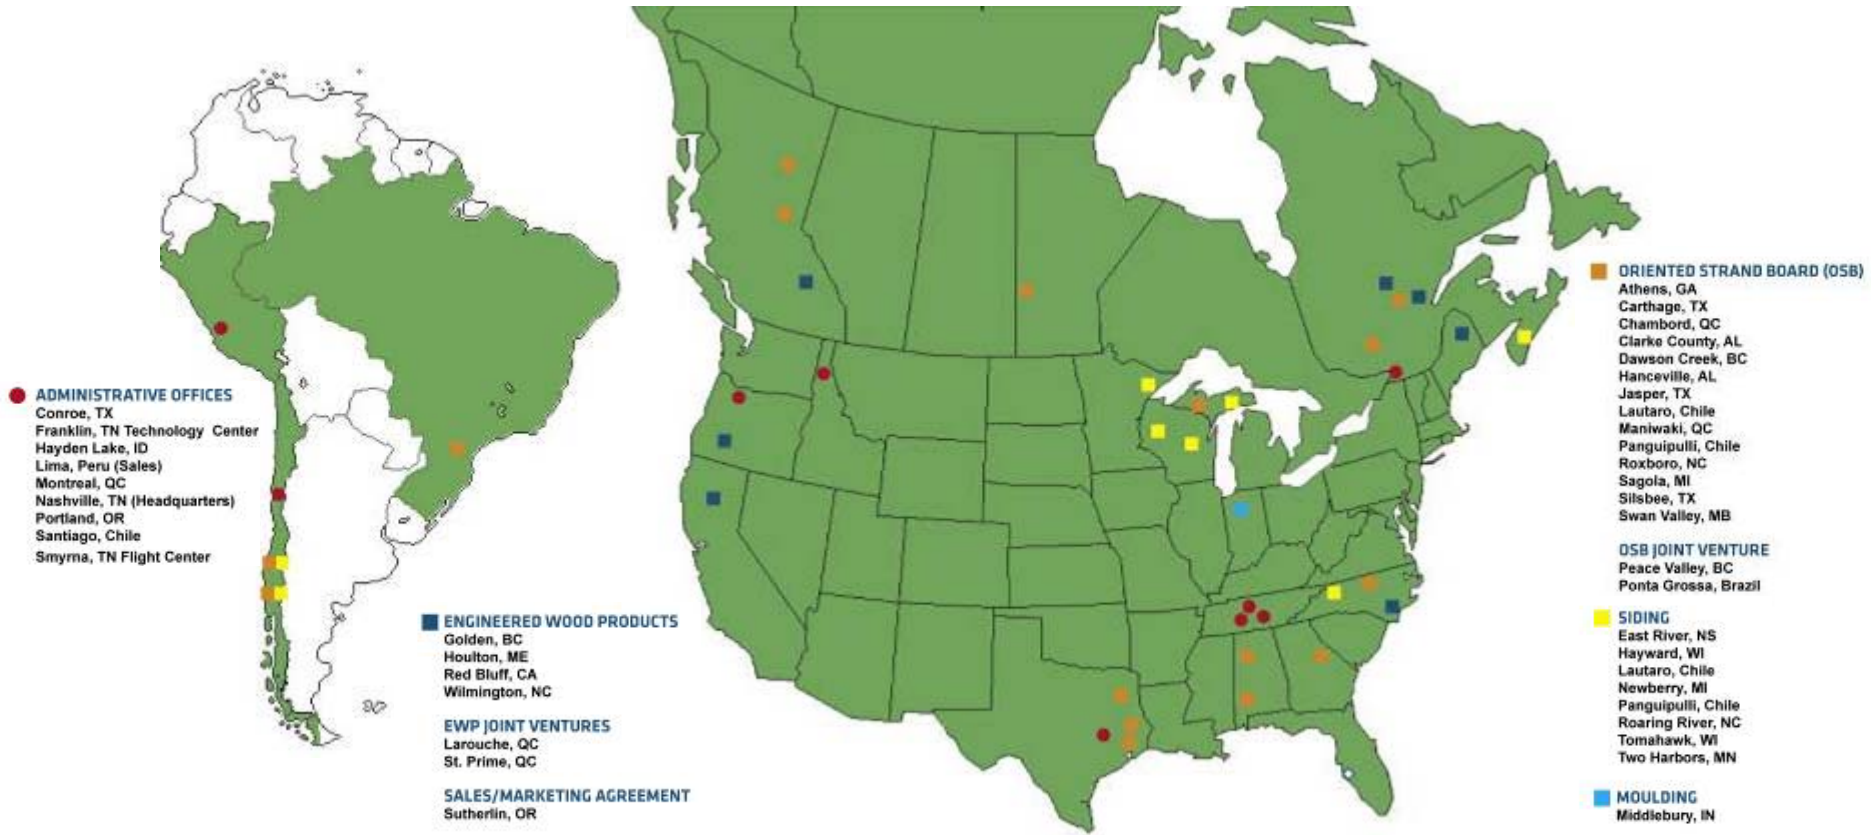 ADMINISTRATIVE OFFICES
Conroe, TX
Franklin, TN Technology Center
Hayden Lake, ID
Lima, Peru (Sales)
Montreal, QC
Nashville, TN (Headquarters)
Portland, OR
Santiago, Chile
Smyrna, TN Flight Center
ENGINEERED WOOD PRODUCTS
Golden, BC
Houlton, ME
Red Bluff, CA
Wilmington, NC
EWP JOINT VENTURES
Larouche, QC
St. Prime, QC
SALES/MARKETING AGREEMENT
Sutherlin, OR
ORIENTED STRAND BOARD (OSB)
Athens, GA
Carthage, TX
Chambord, QC
Clarke County, AL
Dawson Creek, BC
Hanceville, AL
Jasper, TX
Lautaro, Chile
Maniwaki, QC
Panguipulli, Chile
Roxboro, NC
Sagola, MI
Silsbee, TX
Swan Valley, MB
OSB JOINT VENTURE
Peace Valley, BC
Ponta Grossa, Brazil
SIDING
East River, NS
Hayward, WI
Lautaro, Chile
Newberry, MI
Panguipulli, Chile
Roaring River, NC
Tomahawk, WI
Two Harbors, MN
MOULDING
Middlebury, IN